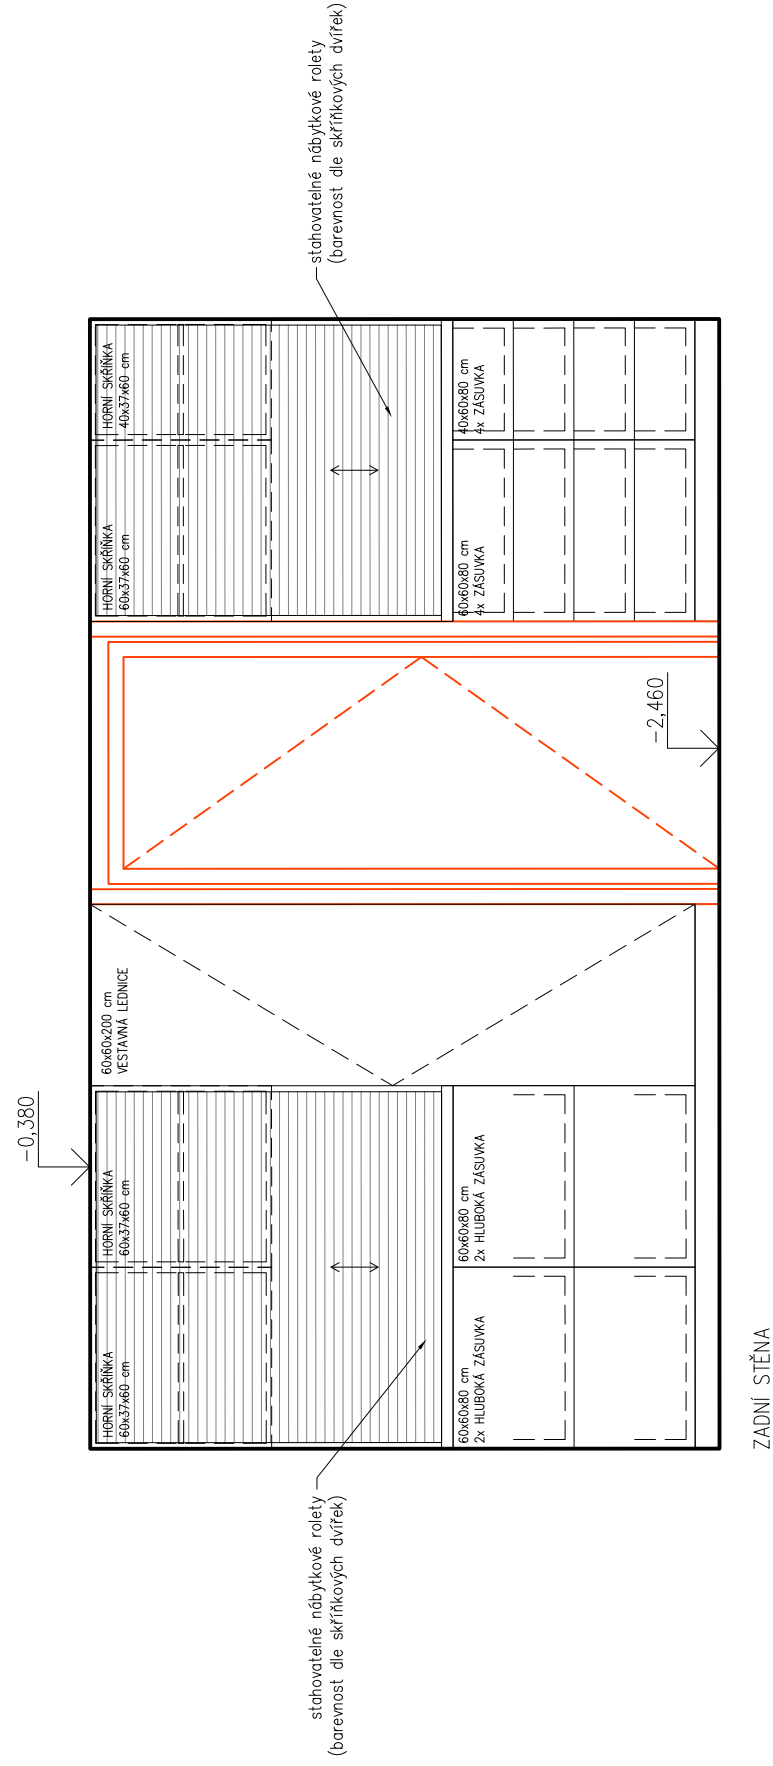 -0,380
stahovatelné nábytkové rolety
(barevnost dle skříňkových dvířek)
HORNÍ SKŘÍŇKA
60x37x60 cm
HORNÍ SKŘÍŇKA
60x37x60 cm
60x60x200 cm
VESTAVNÁ LEDNICE
HORNÍ SKŘÍŇKA
60x37x60 cm
HORNÍ SKŘÍŇKA
40x37x60 cm
stahovatelné nábytkové rolety
(barevnost dle skříňkových dvířek)
60x60x80 cm
2x HLUBOKÁ ZÁSUVKA
60x60x80 cm
2x HLUBOKÁ ZÁSUVKA
60x60x80 cm
4x ZÁSUVKA
40x60x80 cm
4x ZÁSUVKA
-2,460
ZADNÍ STĚNA